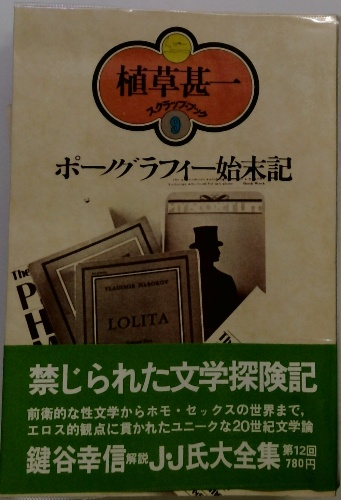 植草甚一
スクラップ・ブック
9
ポーノグラフィー始末記
PITIGRILLI
The
P
H
VLADIMIR NABOKOV
LOLITA
禁じられた文学探険記
前衛的な性文学からホモ・セックスの世界まで，
エロス的観点に貫かれたユニークな20世紀文学論
鍵谷幸信解説JJ氏大全集第12回
780円